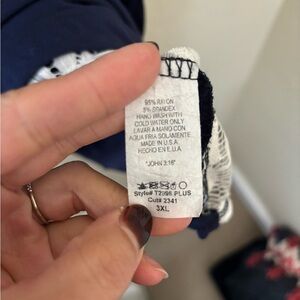 95% RAYON
5% SPANDEX
HAND WASH WITH
COLD WATER ONLY
LAVAR A MANO CON
AGUA FRIA SOLAMENTE
MADE IN U.S.A.
HECHO EN E.U.A.
"JOHN 3:16"
Style# T2998 PLUS
Cut# 2341
3XL